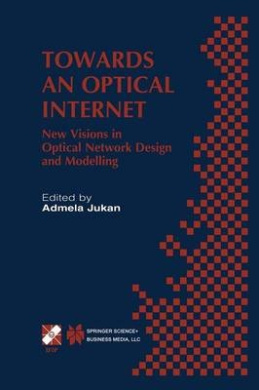 TOWARDS
AN OPTICAL
INTERNET
New Visions in
Optical Network Design
and Modelling
Edited by
Admela Jukan
SPRINGER SCIENCE+
BUSINESS MEDIA, LLC